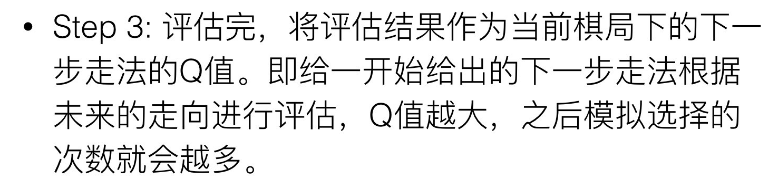 • Step 3: 评估完，将评估结果作为当前棋局下的下一
步走法的Q值。即给一开始给出的下一步走法根据
未来的走向进行评估，Q值越大，之后模拟选择的
次数就会越多。